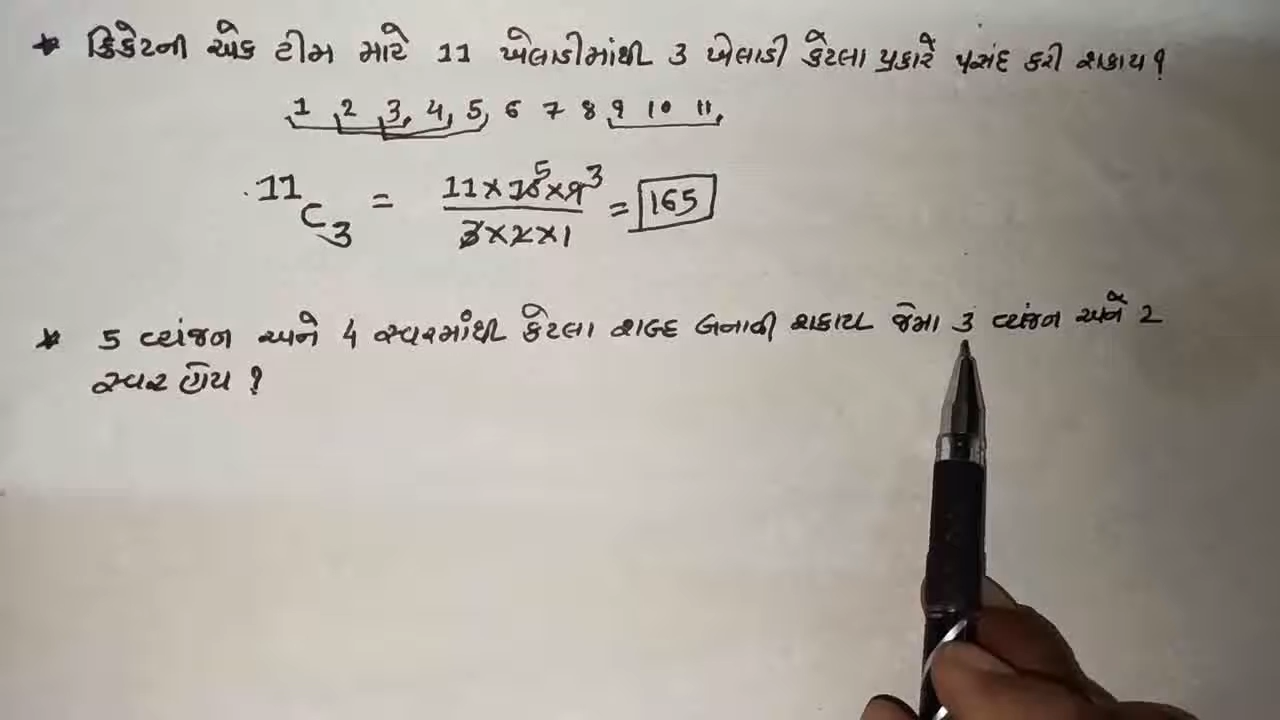 * ક્રિકેટની એક ટીમ માટે 11 ખેલાડીમાંથી 3 ખેલાડી કેટલા પ્રકારે પસંદ કરી શકાય ?
1 2 3 4 5 6 7 8 9 10 11
11C3 = 11×10 5×9 3 = 165
3×2×1
* 5 વ્યંજન અને 4 સ્વરમાંથી કેટલા શબ્દ બનાવી શકાય જેમા 3 વ્યંજન અને 2
સ્વર હોય ?